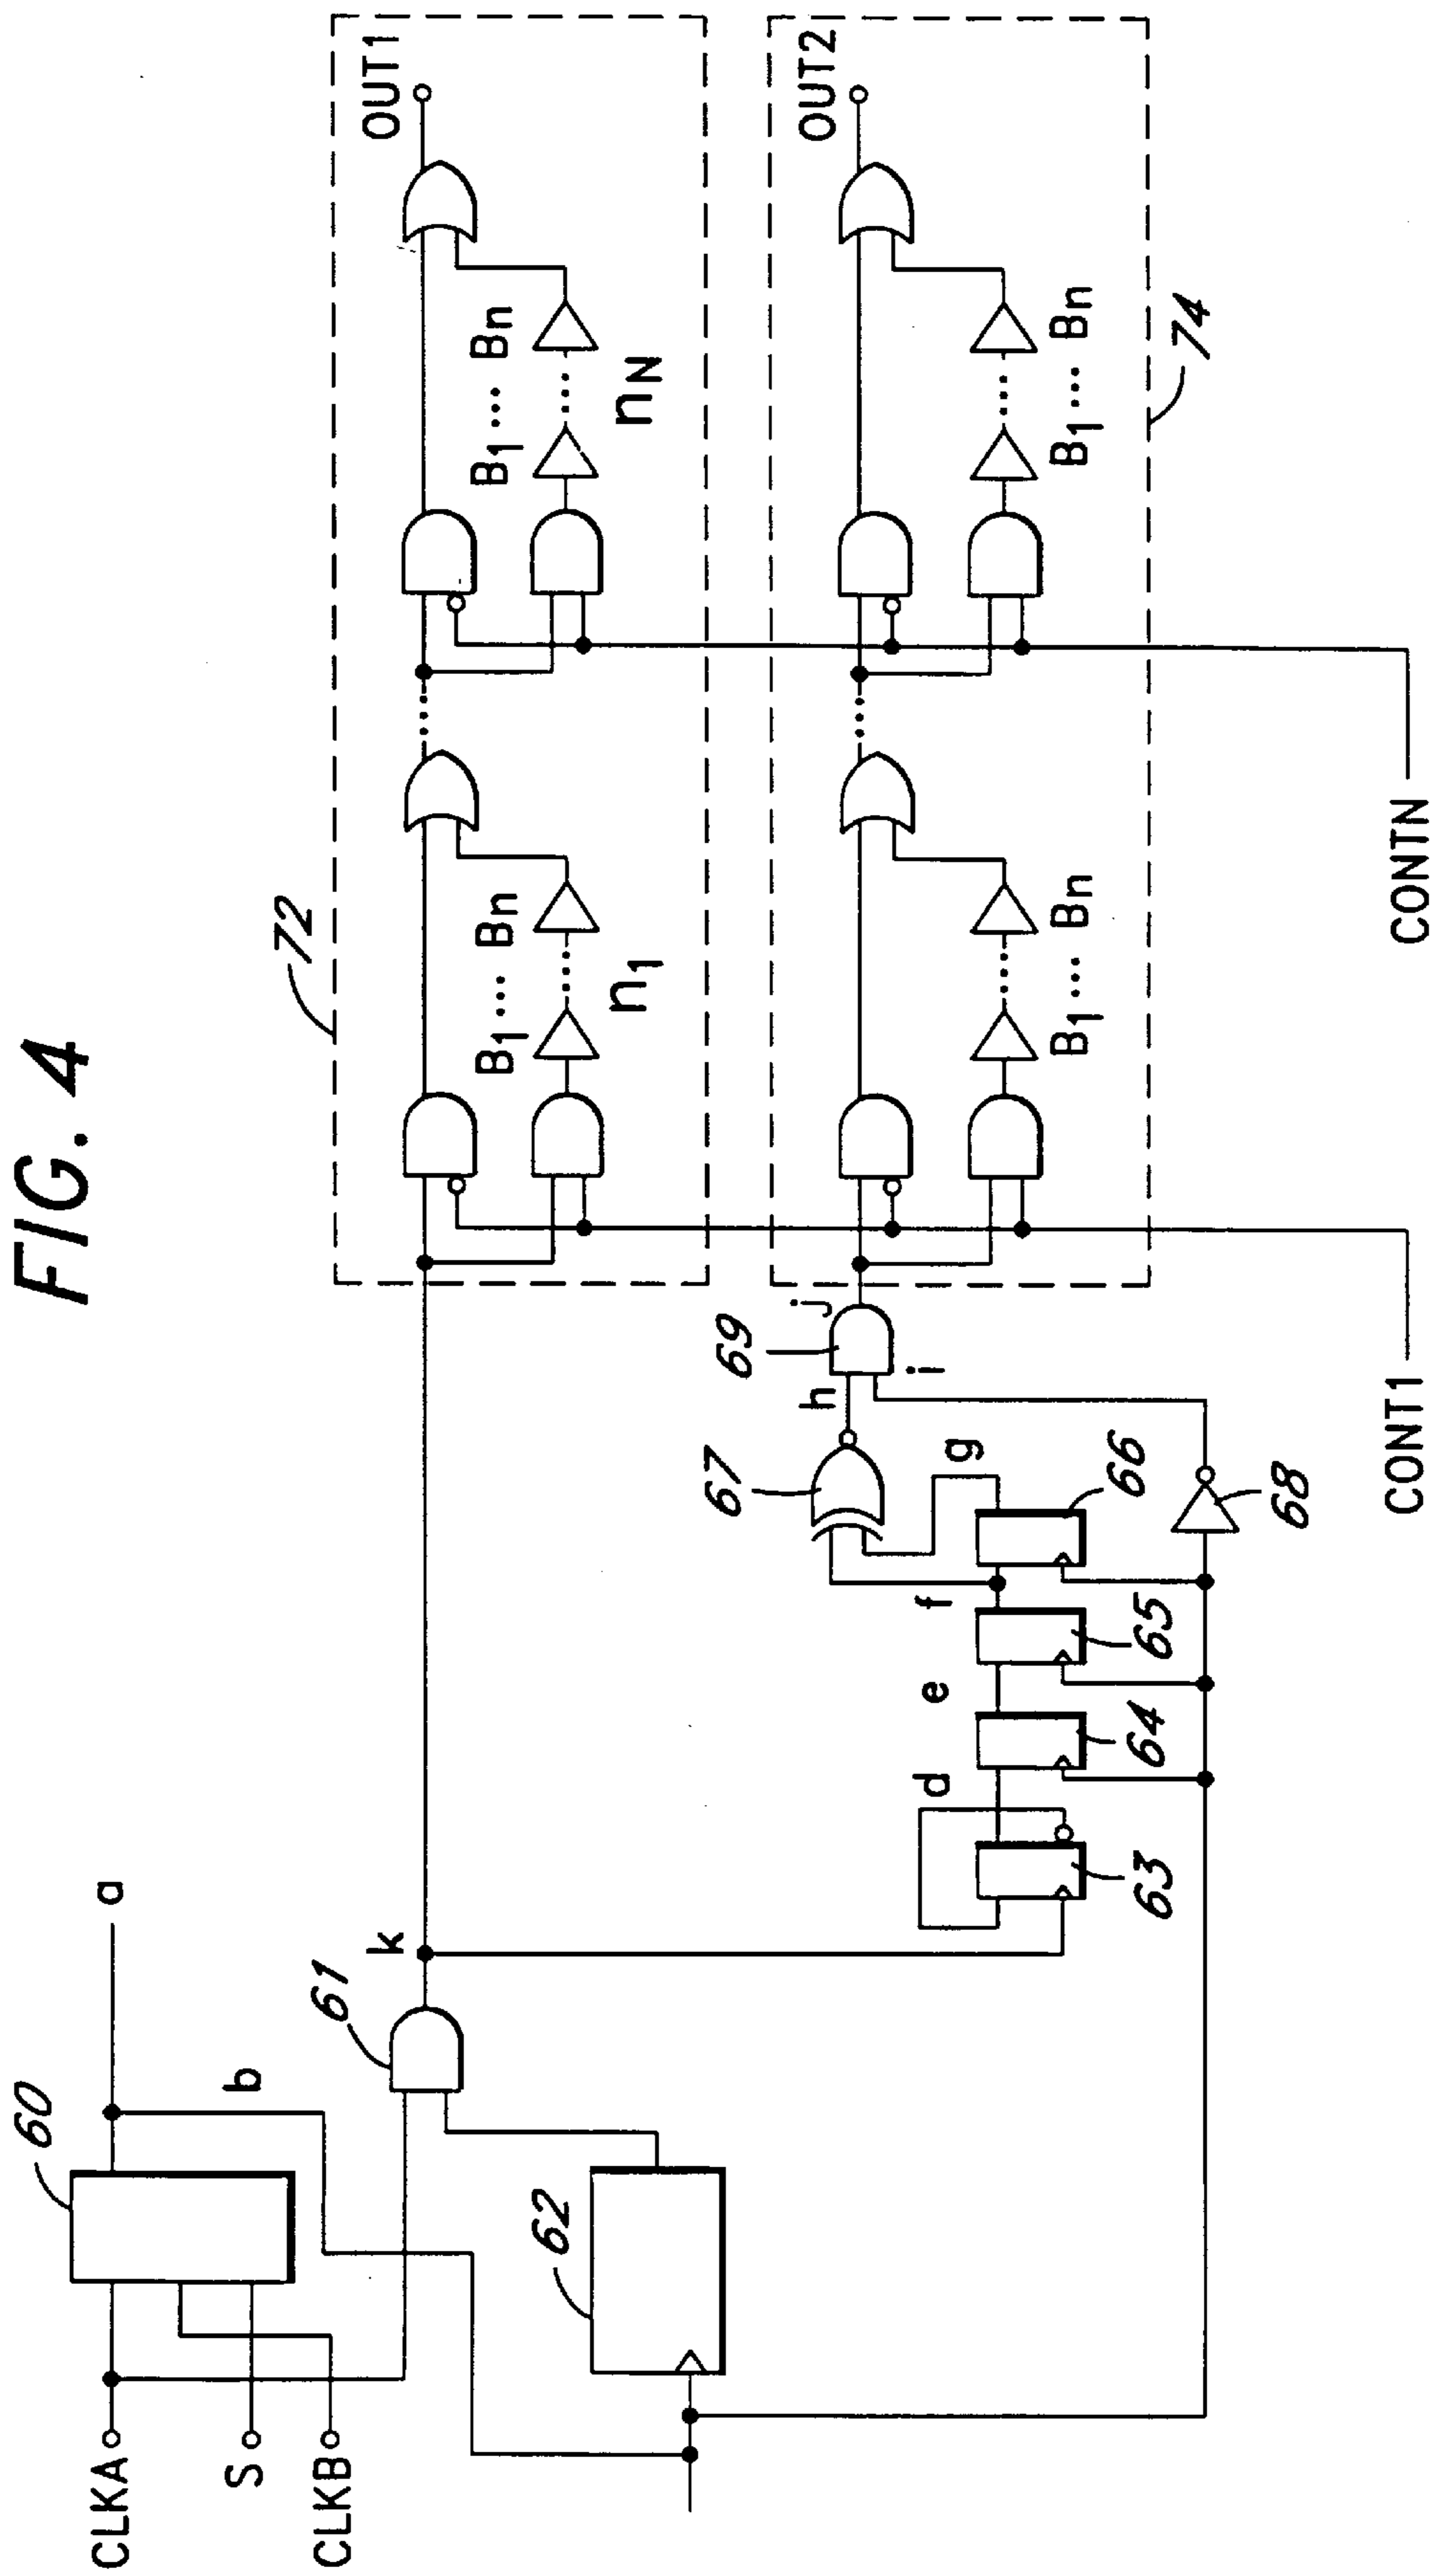 FIG. 4
72
OUT1
B1... Bn
n1
B1... Bn
nN
OUT2
B1... Bn
B1... Bn
74
CONT1
CONTN
60
a
b
CLKA
S
CLKB
61
k
62
63
d
64
e
65
f
66
g
67
h
68
69
i
j